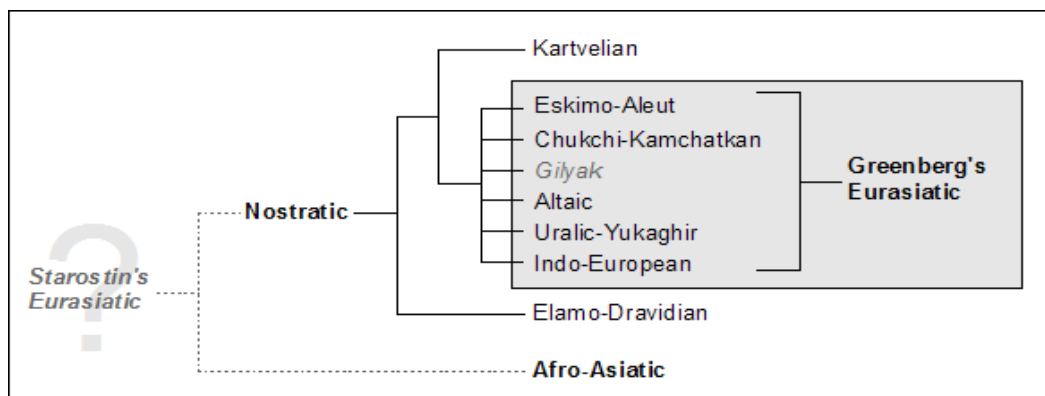 Kartvelian
Eskimo-Aleut
Chukchi-Kamchatkan
Gilyak
Altaic
Uralic-Yukaghir
Indo-European
Greenberg's
Eurasiatic
Nostratic
?
Starostin's
Eurasiatic
Elamo-Dravidian
Afro-Asiatic